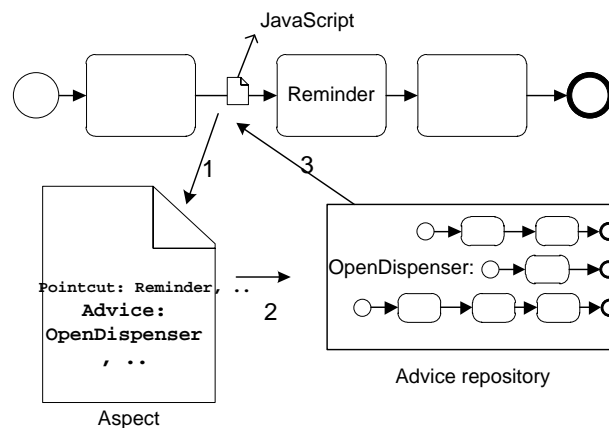 JavaScript
Reminder
1
3
Pointcut: Reminder, ..
Advice:
OpenDispenser
, ..
2
OpenDispenser:
Aspect
Advice repository